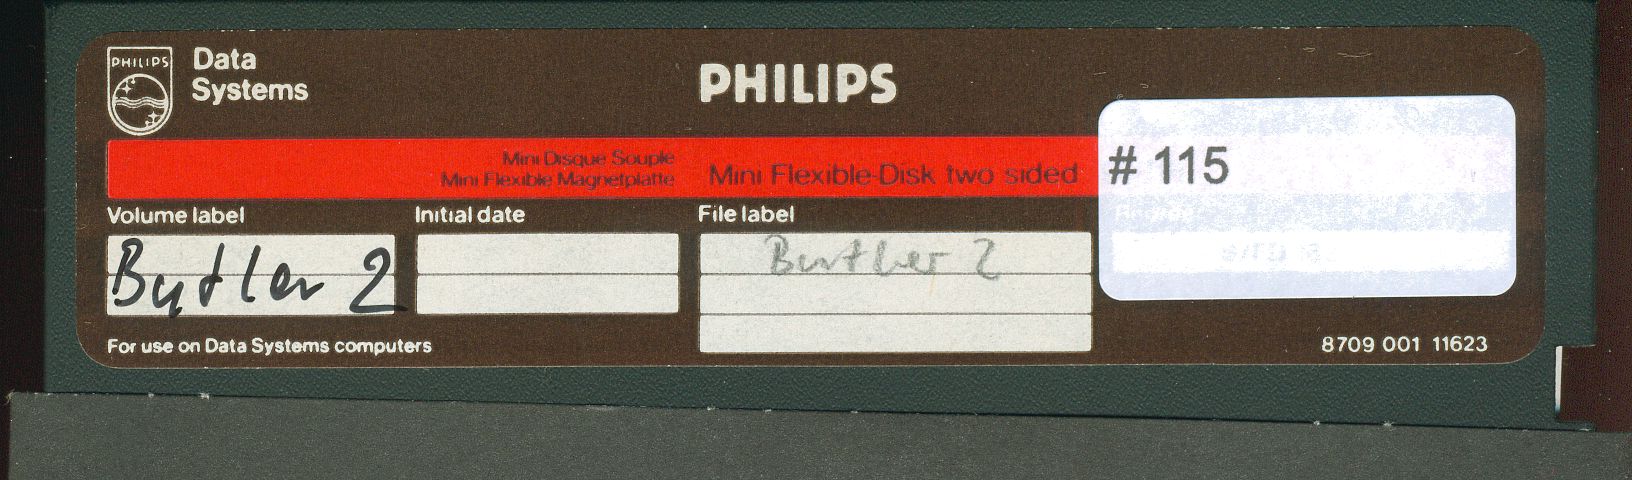 PHILIPS
Data
Systems
PHILIPS
Mini Disque Souple
Mini Flexible Magnetplatte
Mini Flexible-Disk two sided
# 115
Volume label
Initial date
File label
Butler 2
Buther 2
For use on Data Systems computers
8709 001 11623